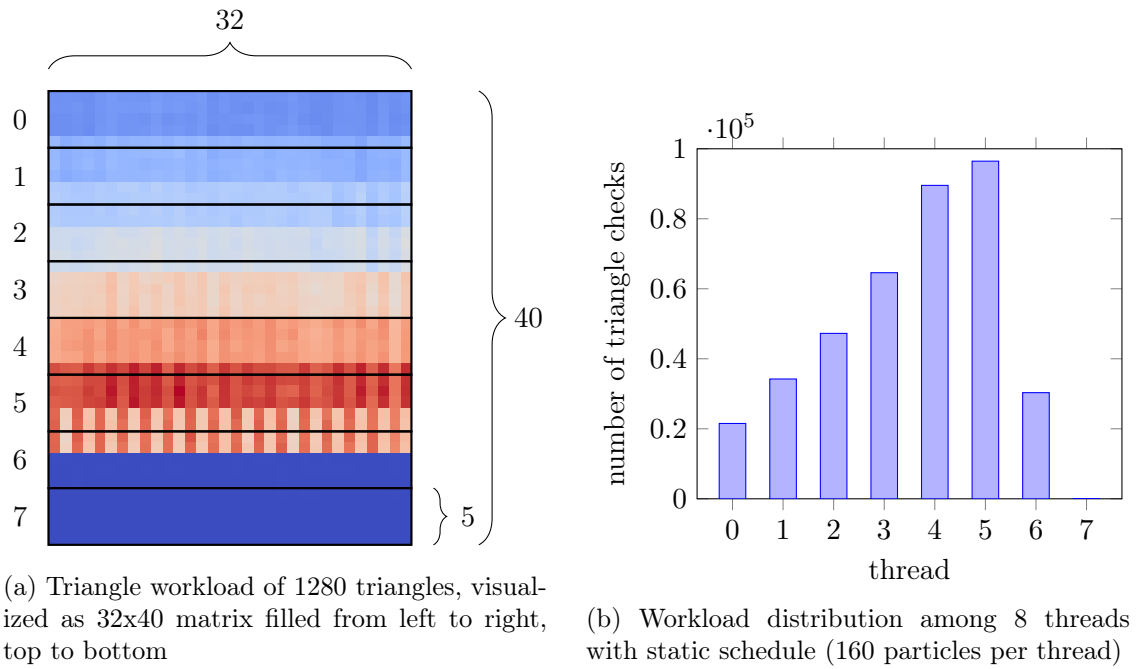 32
0
1
2
3
4
5
6
7
40
5
(a) Triangle workload of 1280 triangles, visual-
ized as 32x40 matrix filled from left to right,
top to bottom
·10⁵
1
0.8
0.6
0.4
0.2
0
number of triangle checks
0 1 2 3 4 5 6 7
thread
(b) Workload distribution among 8 threads
with static schedule (160 particles per thread)